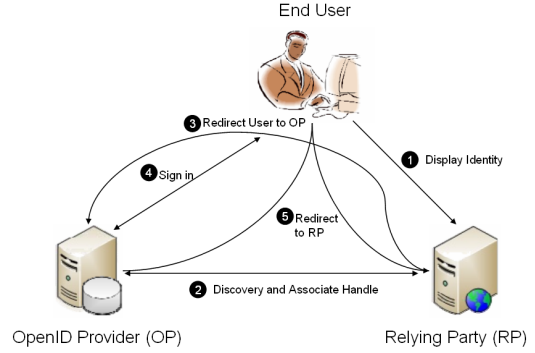 End User
3 Redirect User to OP
1 Display Identity
4 Sign in
5 Redirect
to RP
2 Discovery and Associate Handle
OpenID Provider (OP)
Relying Party (RP)